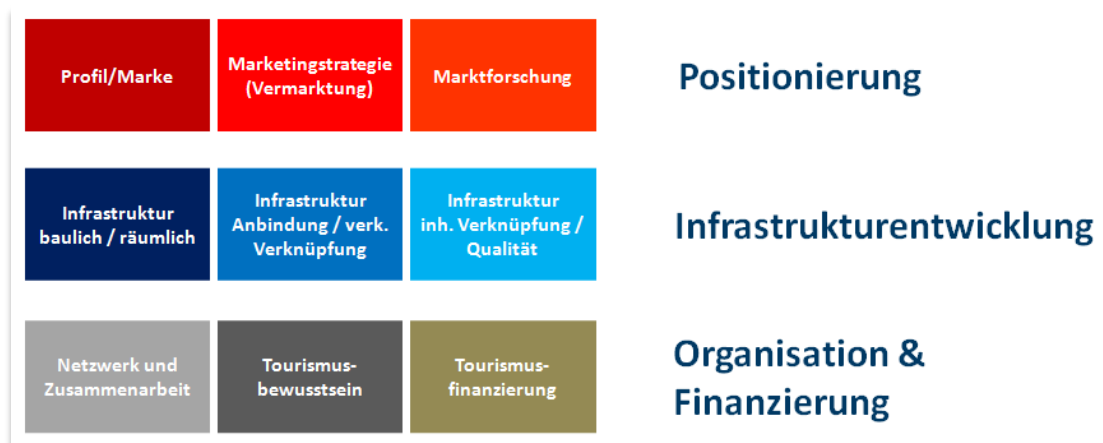 Profil/Marke
Marketingstrategie
(Vermarktung)
Marktforschung
Positionierung
Infrastruktur
baulich / räumlich
Infrastruktur
Anbindung / verk.
Verknüpfung
Infrastruktur
inh. Verknüpfung /
Qualität
Infrastrukturentwicklung
Netzwerk und
Zusammenarbeit
Tourismus-
bewusstsein
Tourismus-
finanzierung
Organisation &
Finanzierung